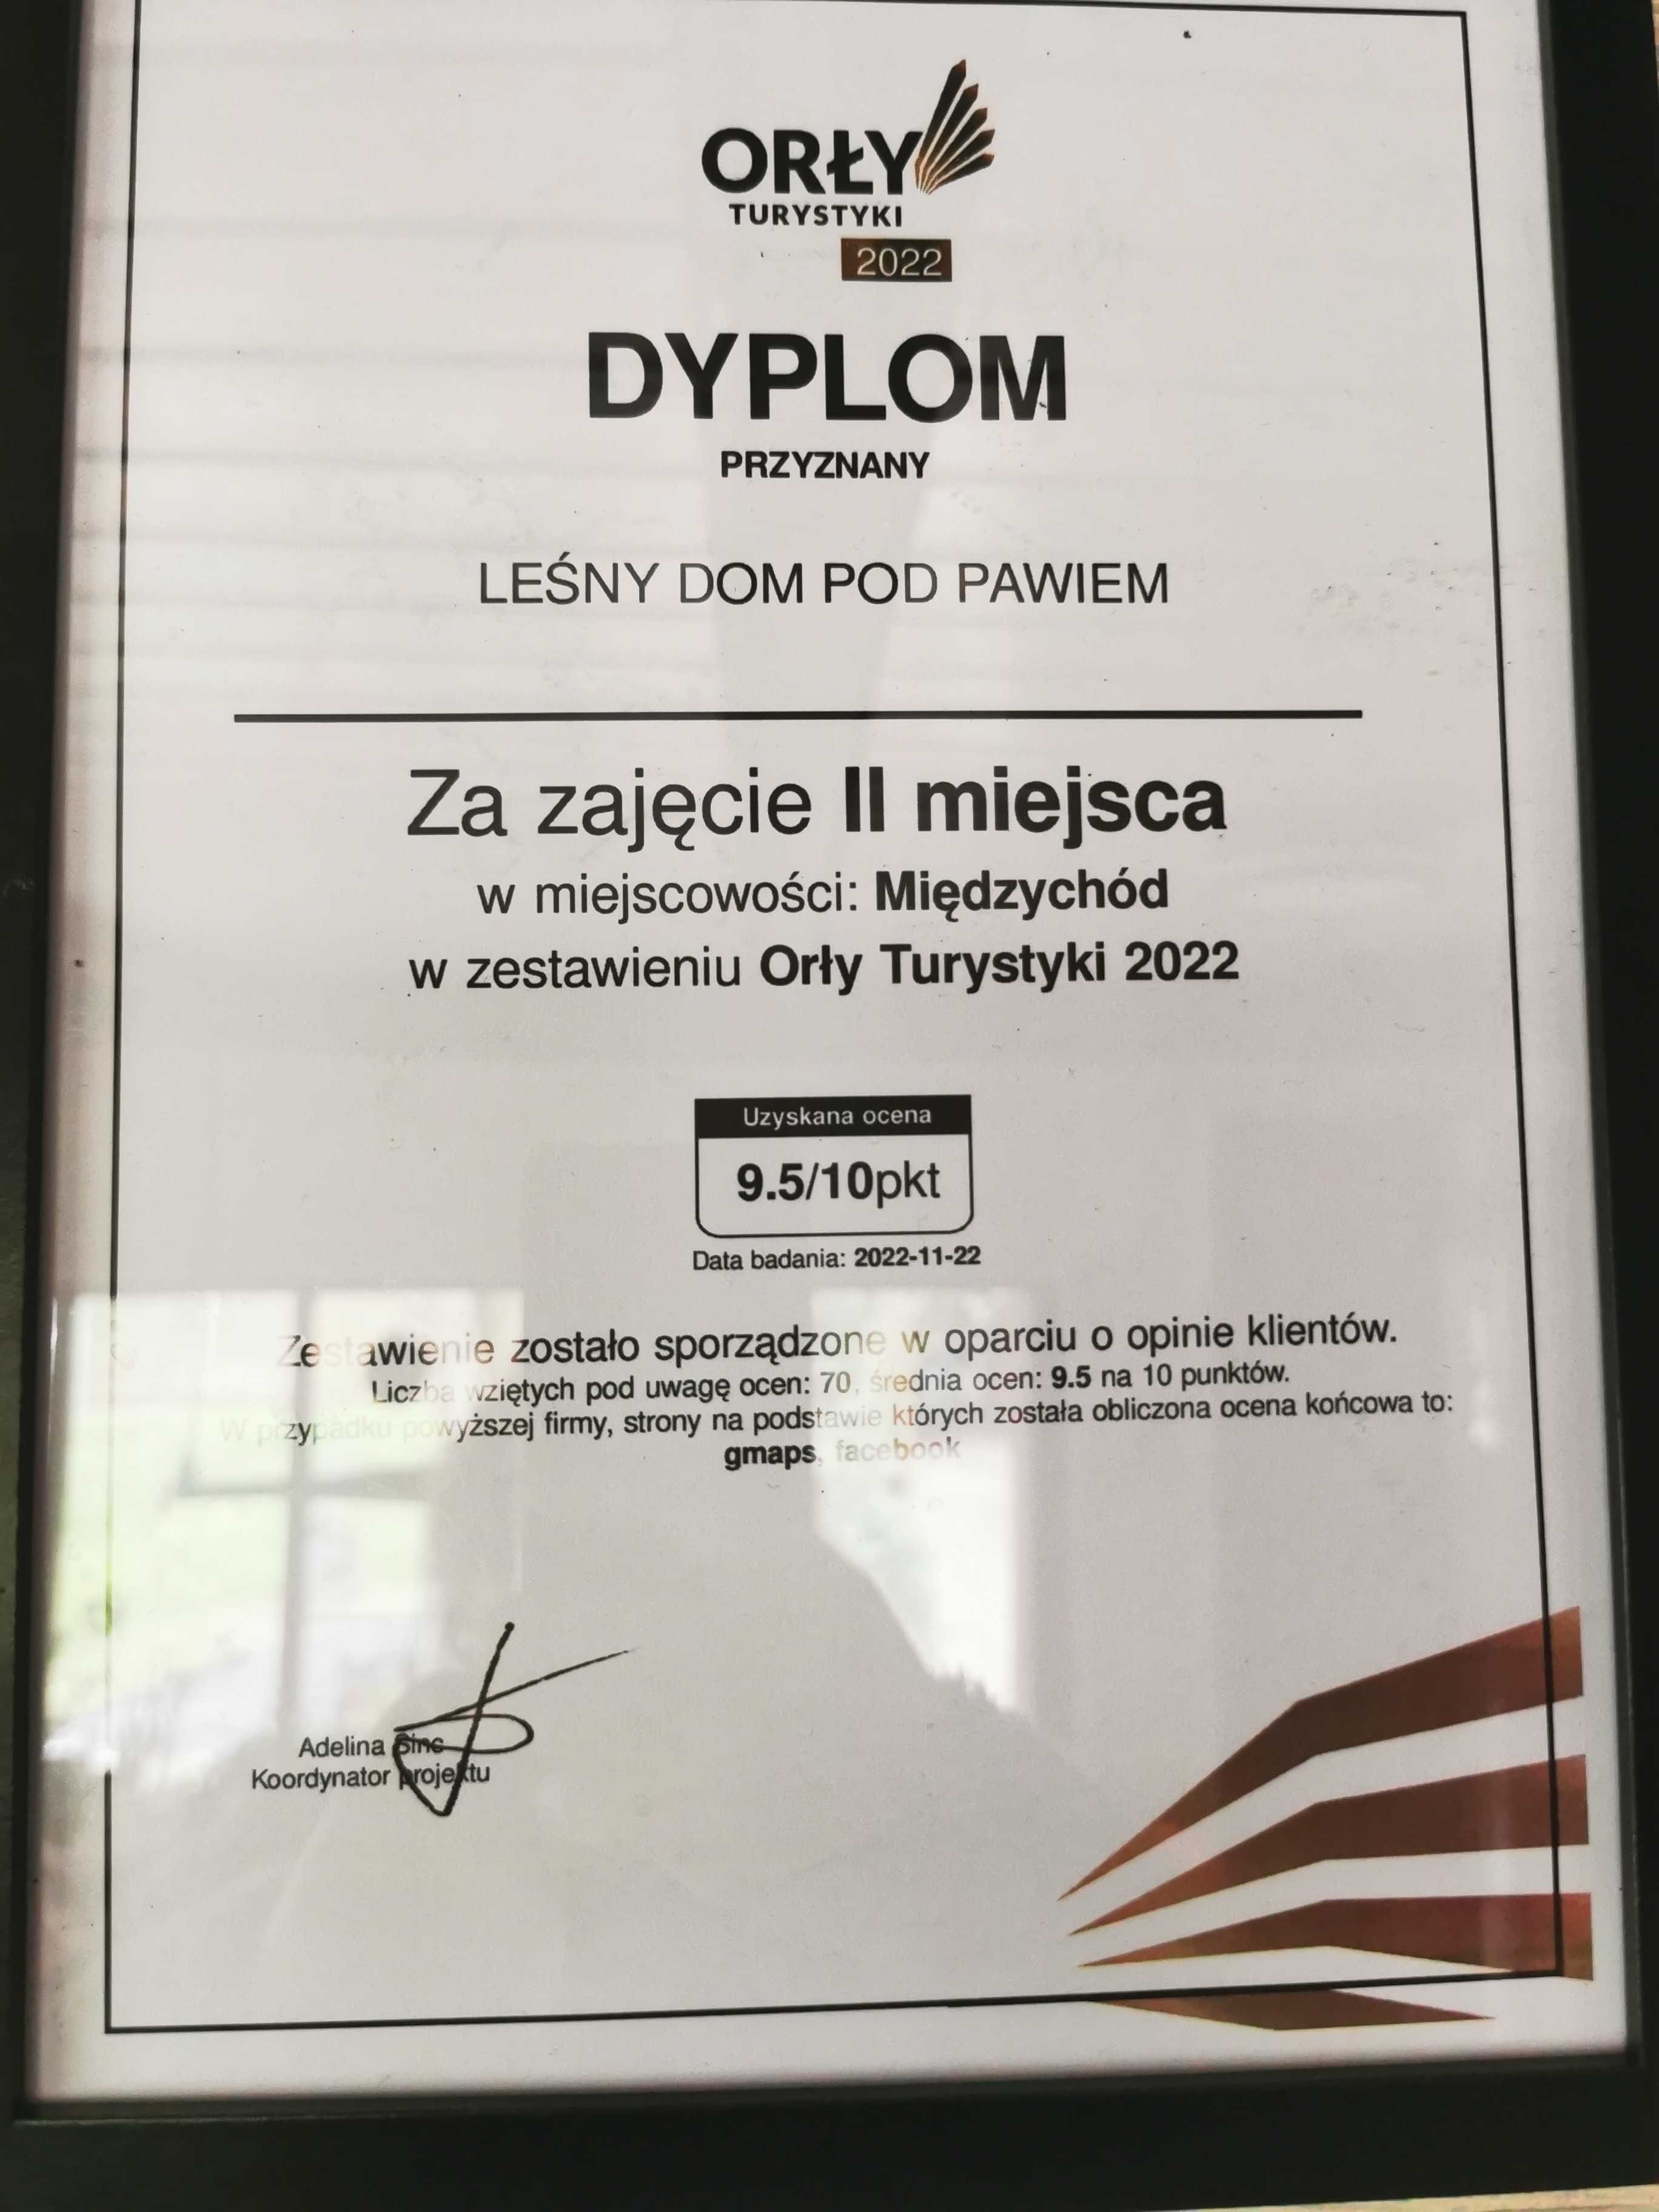 ORŁY
TURYSTYKI
2022
DYPLOM
PRZYZNANY
LEŚNY DOM POD PAWIEM
Za zajęcie II miejsca
w miejscowości: Międzychód
w zestawieniu Orły Turystyki 2022
Uzyskana ocena
9.5/10pkt
Data badania: 2022-11-22
Zestawienie zostało sporządzone w oparciu o opinie klientów.
Liczba wziętych pod uwagę ocen: 70, średnia ocen: 9.5 na 10 punktów.
W przypadku powyższej firmy, strony na podstawie których została obliczona ocena końcowa to:
gmaps, facebook
Adelina
Koordynator projektu